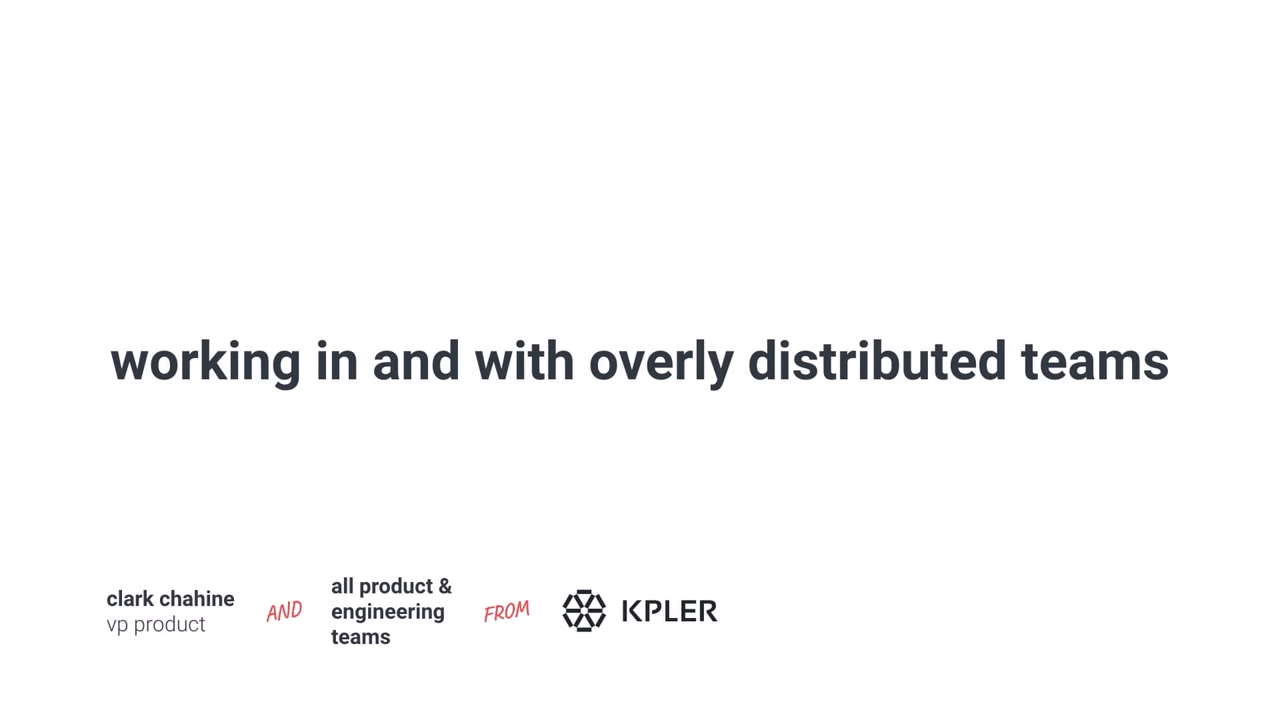 working in and with overly distributed teams
clark chahine
vp product
AND
all product &
engineering
teams
FROM
KPLER